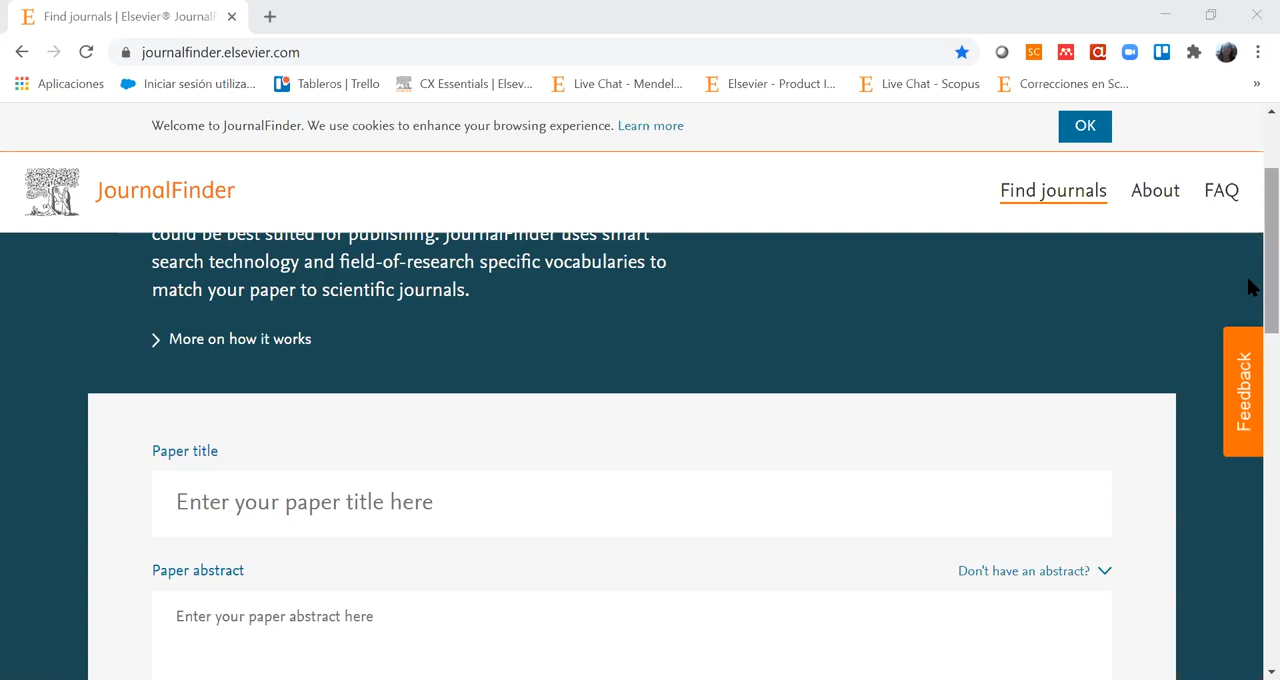 Find journals | Elsevier® JournalF
journalfinder.elsevier.com
SC
Aplicaciones
Iniciar sesión utiliza...
Tableros | Trello
CX Essentials | Elsev...
Live Chat - Mendel...
Elsevier - Product I...
Live Chat - Scopus
Correcciones en Sc...
»
Welcome to JournalFinder. We use cookies to enhance your browsing experience. Learn more
OK
JournalFinder
Find journals
About
FAQ
could be best suited for publishing. JournalFinder uses smart
search technology and field-of-research specific vocabularies to
match your paper to scientific journals.
More on how it works
Feedback
Paper title
Enter your paper title here
Paper abstract
Don't have an abstract?
Enter your paper abstract here